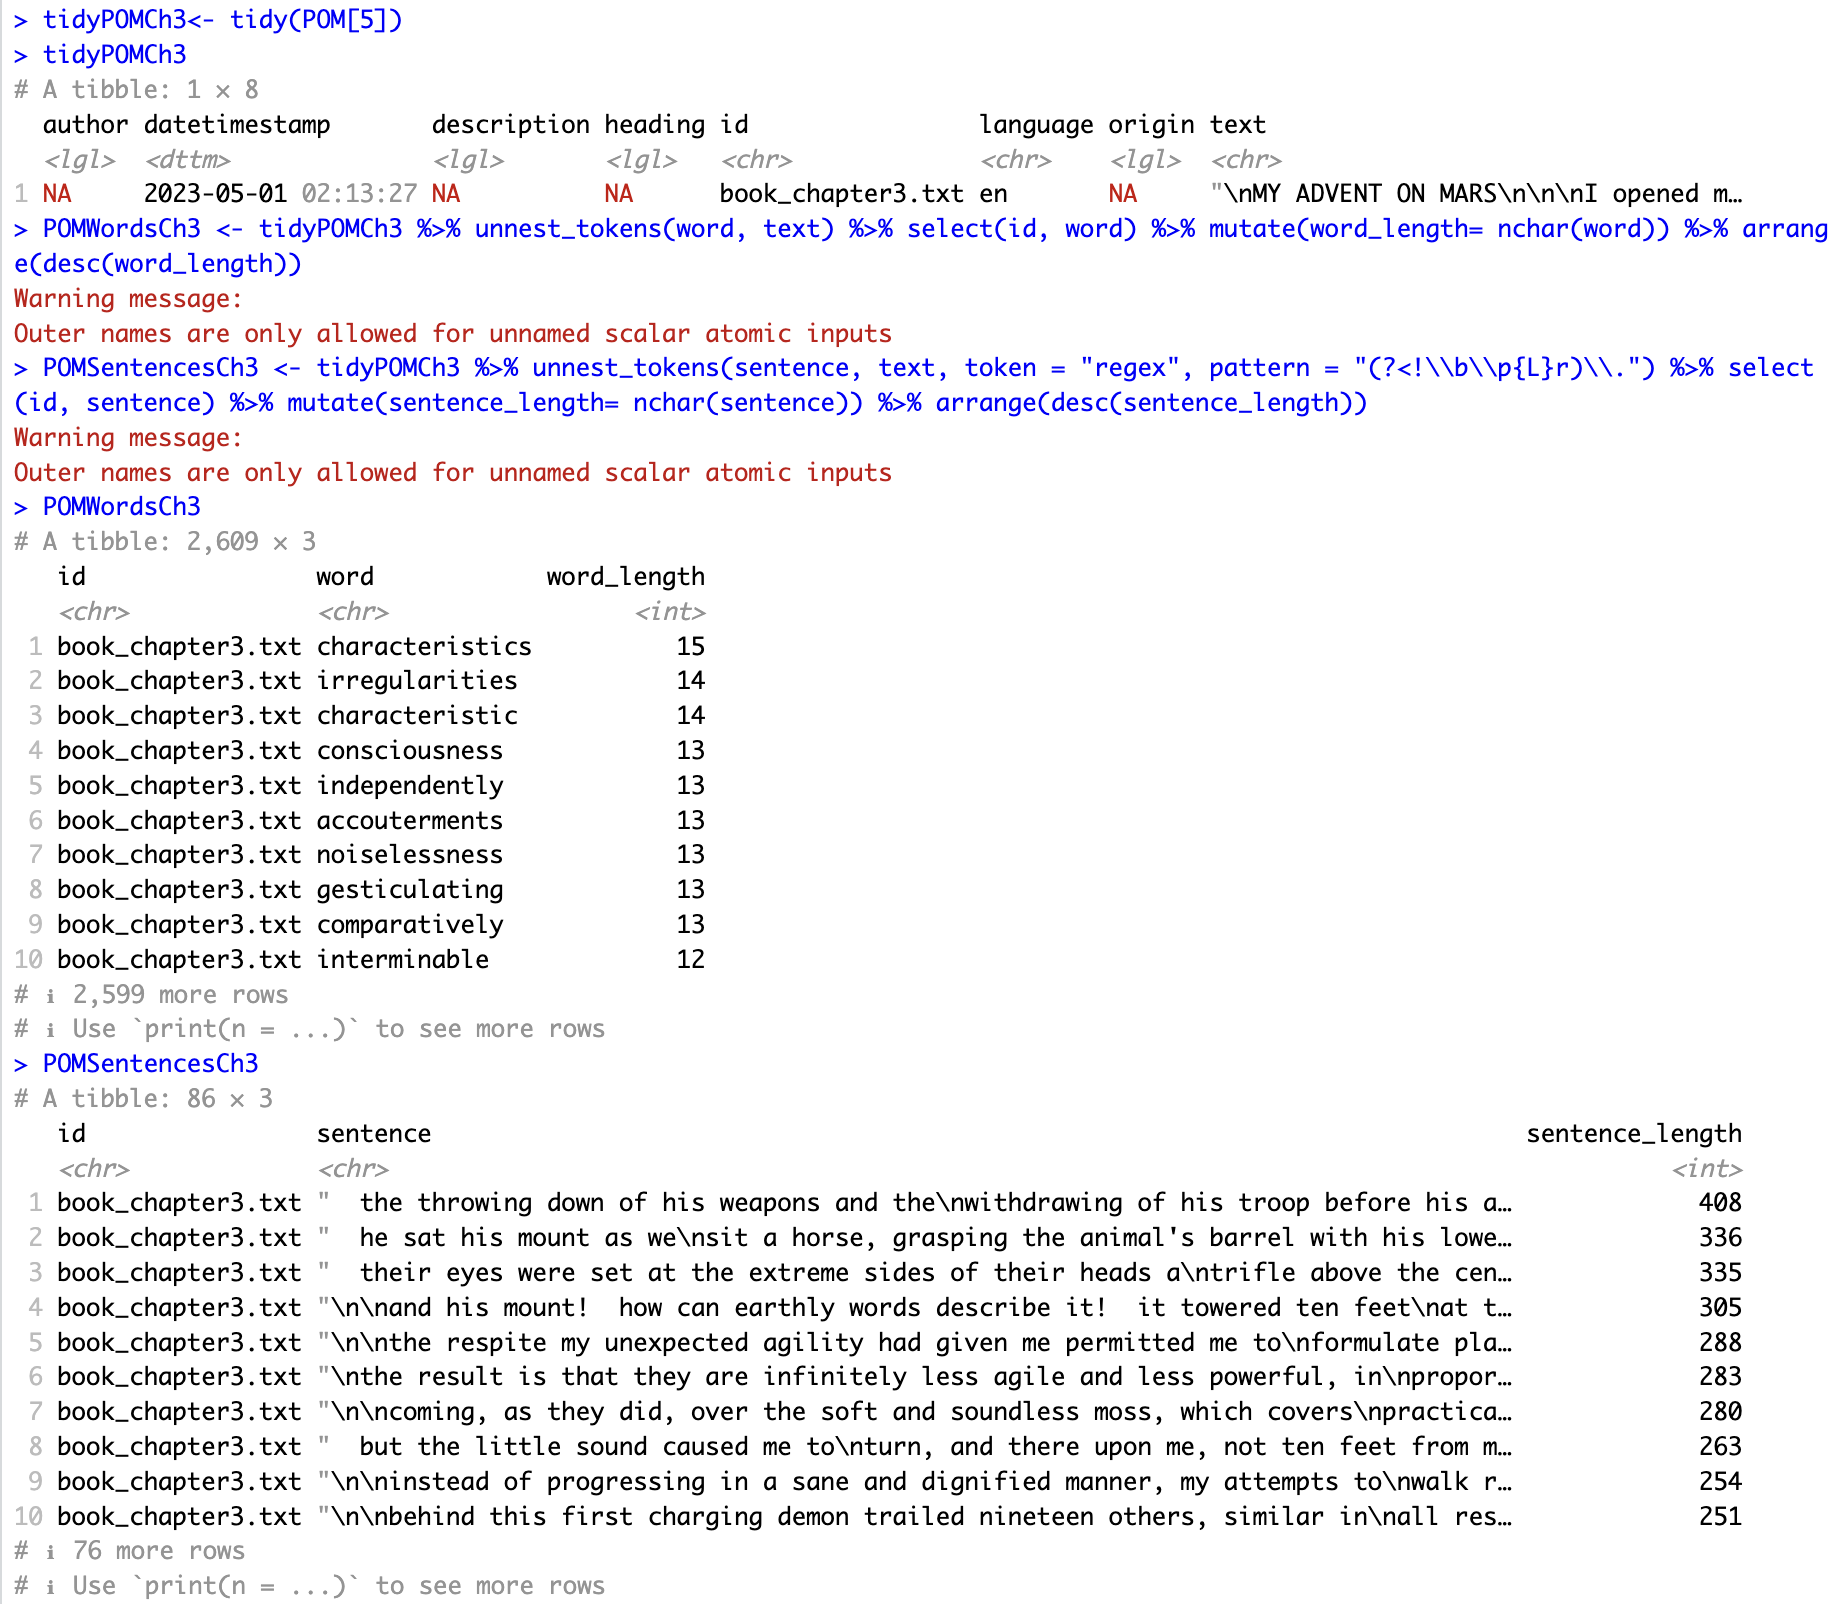 > tidyPOMCh3<- tidy(POM[5])
> tidyPOMCh3
# A tibble: 1 × 8
  author datetimestamp       description heading id                language origin text
  <lgl>  <dttm>              <lgl>       <lgl>   <chr>             <chr>    <lgl>  <chr>
1 NA     2023-05-01 02:13:27 NA          NA      book_chapter3.txt en       NA     "\nMY ADVENT ON MARS\n\n\nI opened m…
> POMWordsCh3 <- tidyPOMCh3 %>% unnest_tokens(word, text) %>% select(id, word) %>% mutate(word_length= nchar(word)) %>% arrang
e(desc(word_length))
Warning message:
Outer names are only allowed for unnamed scalar atomic inputs
> POMSentencesCh3 <- tidyPOMCh3 %>% unnest_tokens(sentence, text, token = "regex", pattern = "(?<!\\b\\p{L}r)\\.") %>% select
(id, sentence) %>% mutate(sentence_length= nchar(sentence)) %>% arrange(desc(sentence_length))
Warning message:
Outer names are only allowed for unnamed scalar atomic inputs
> POMWordsCh3
# A tibble: 2,609 × 3
   id                word            word_length
   <chr>             <chr>                 <int>
 1 book_chapter3.txt characteristics          15
 2 book_chapter3.txt irregularities           14
 3 book_chapter3.txt characteristic           14
 4 book_chapter3.txt consciousness            13
 5 book_chapter3.txt independently            13
 6 book_chapter3.txt accouterments            13
 7 book_chapter3.txt noiselessness            13
 8 book_chapter3.txt gesticulating            13
 9 book_chapter3.txt comparatively            13
10 book_chapter3.txt interminable             12
# ℹ 2,599 more rows
# ℹ Use `print(n = ...)` to see more rows
> POMSentencesCh3
# A tibble: 86 × 3
   id                sentence                                                                            sentence_length
   <chr>             <chr>                                                                                         <int>
 1 book_chapter3.txt "  the throwing down of his weapons and the\nwithdrawing of his troop before his a…             408
 2 book_chapter3.txt "  he sat his mount as we\nsit a horse, grasping the animal's barrel with his lowe…             336
 3 book_chapter3.txt "  their eyes were set at the extreme sides of their heads a\ntrifle above the cen…             335
 4 book_chapter3.txt "\n\nand his mount!  how can earthly words describe it!  it towered ten feet\nat t…             305
 5 book_chapter3.txt "\n\nthe respite my unexpected agility had given me permitted me to\nformulate pla…             288
 6 book_chapter3.txt "\nthe result is that they are infinitely less agile and less powerful, in\npropor…             283
 7 book_chapter3.txt "\n\ncoming, as they did, over the soft and soundless moss, which covers\npractica…             280
 8 book_chapter3.txt "  but the little sound caused me to\nturn, and there upon me, not ten feet from m…             263
 9 book_chapter3.txt "\n\ninstead of progressing in a sane and dignified manner, my attempts to\nwalk r…             254
10 book_chapter3.txt "\n\nbehind this first charging demon trailed nineteen others, similar in\nall res…             251
# ℹ 76 more rows
# ℹ Use `print(n = ...)` to see more rows